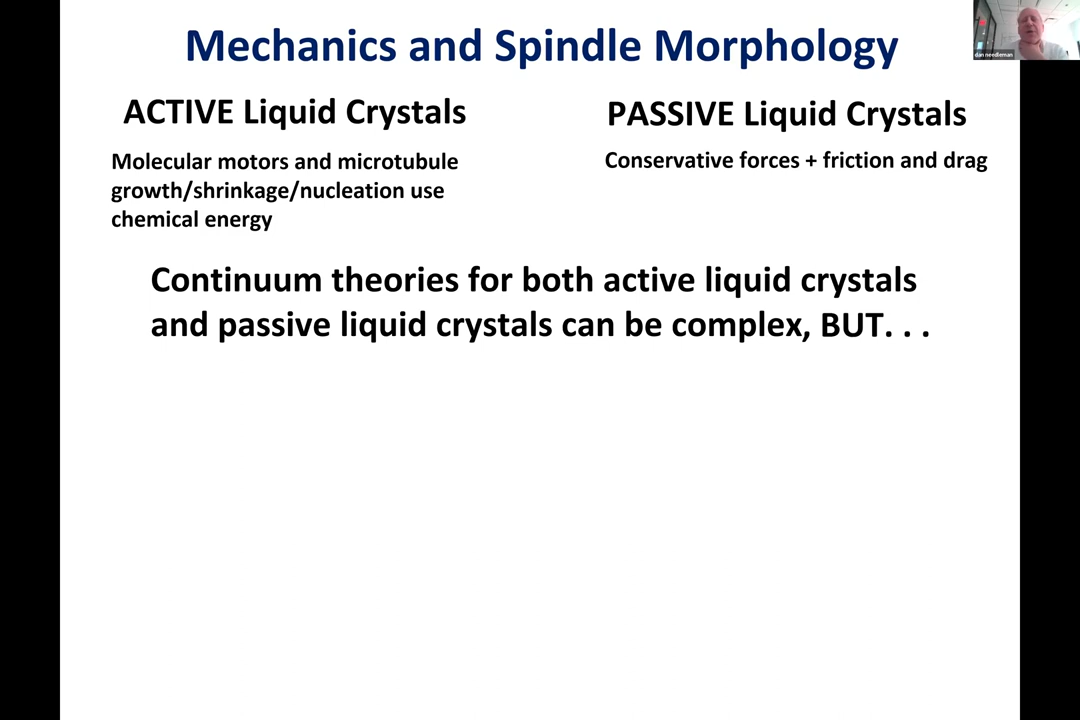 Mechanics and Spindle Morphology
ACTIVE Liquid Crystals
Molecular motors and microtubule
growth/shrinkage/nucleation use
chemical energy
PASSIVE Liquid Crystals
Conservative forces + friction and drag
Continuum theories for both active liquid crystals
and passive liquid crystals can be complex, BUT. . .
dan needleman